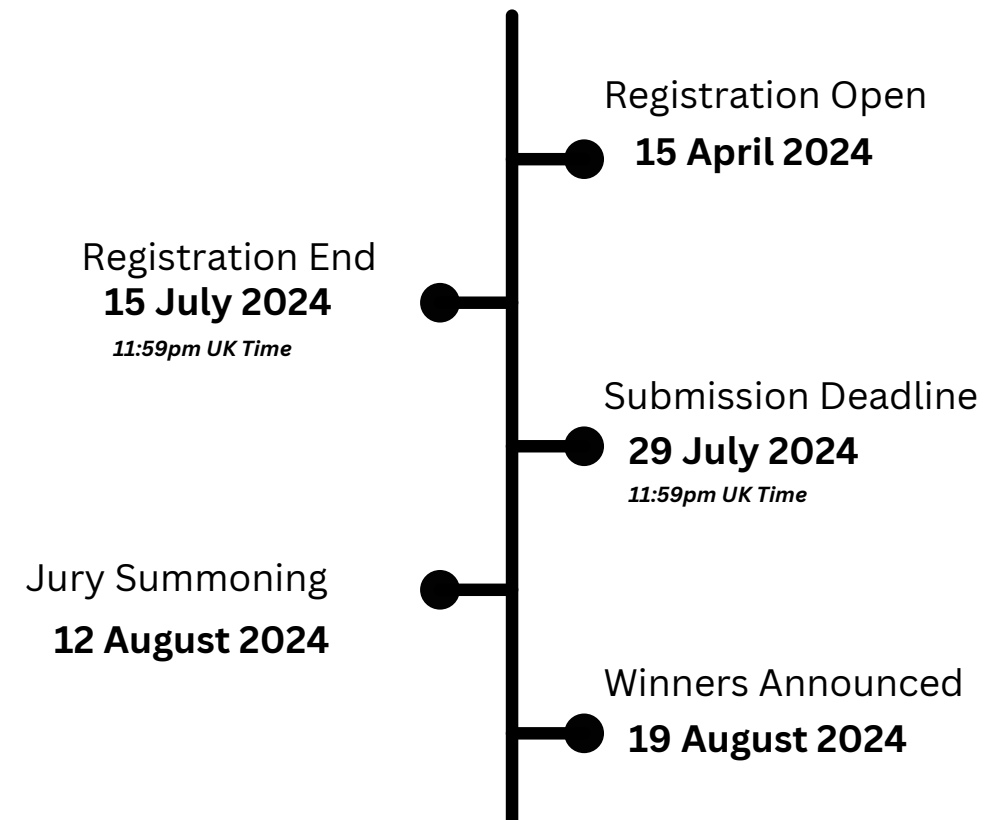 Registration Open
15 April 2024
Registration End
15 July 2024
11:59pm UK Time
Submission Deadline
29 July 2024
11:59pm UK Time
Jury Summoning
12 August 2024
Winners Announced
19 August 2024